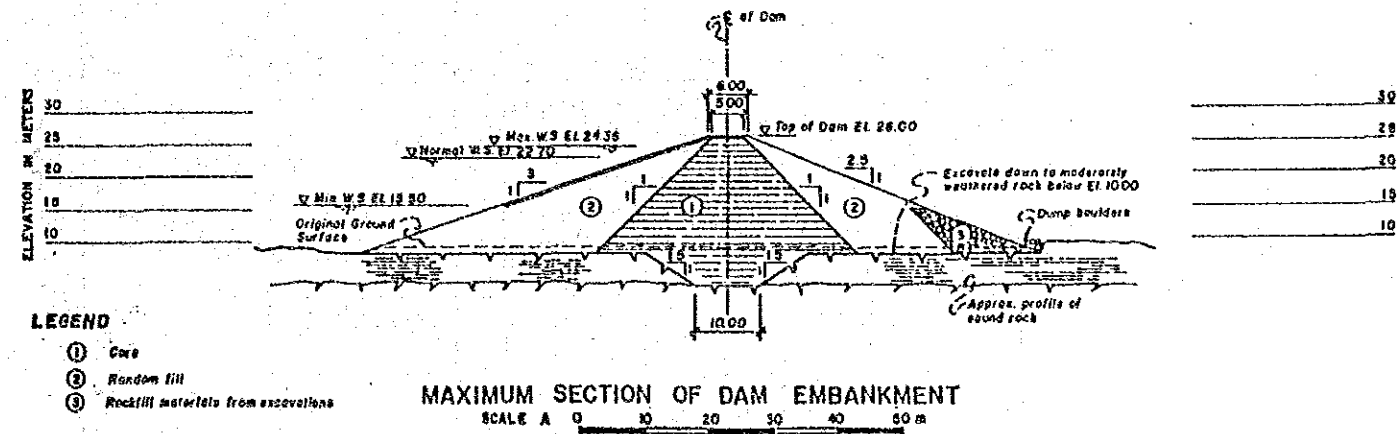 ℄ of Dam
ELEVATION IN METERS
30
25
20
15
10
6.00
5.00
Top of Dam El. 26.00
Max. W.S. El. 24.35
Normal W.S. El. 22.70
Min. W.S. El.
Original Ground
Surface
3
1
1
1
1
1
2.5
1
②
①
②
③
Excavate down to moderately
weathered rock below El. 10.00
Dump boulders
1.5
1
1.5
1
10.00
Approx. profile of
sound rock
30
20
15
10
LEGEND
① Core
② Random fill
③ Rockfill materials from excavations
MAXIMUM SECTION OF DAM EMBANKMENT
SCALE A 0 10 20 30 40 50 m